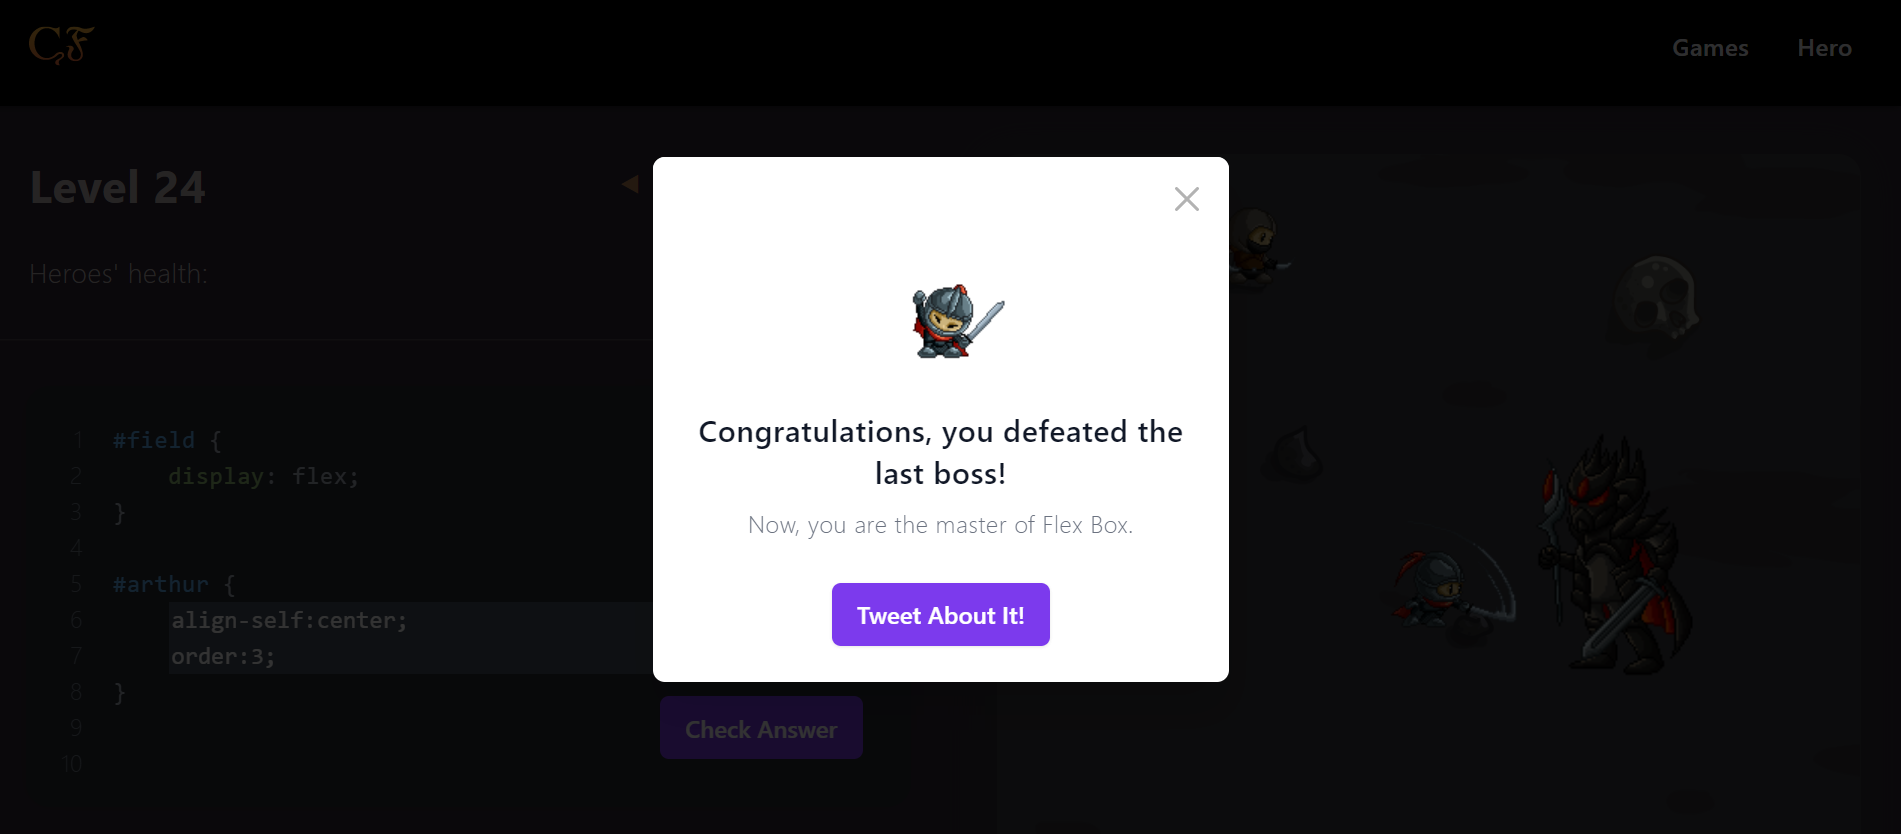 CF
Games
Hero
Level 24
Heroes' health:
1 #field {
2 display: flex;
3 }
4
5 #arthur {
6 align-self:center;
7 order:3;
8 }
9
10
Check Answer
Congratulations, you defeated the
last boss!
Now, you are the master of Flex Box.
Tweet About It!